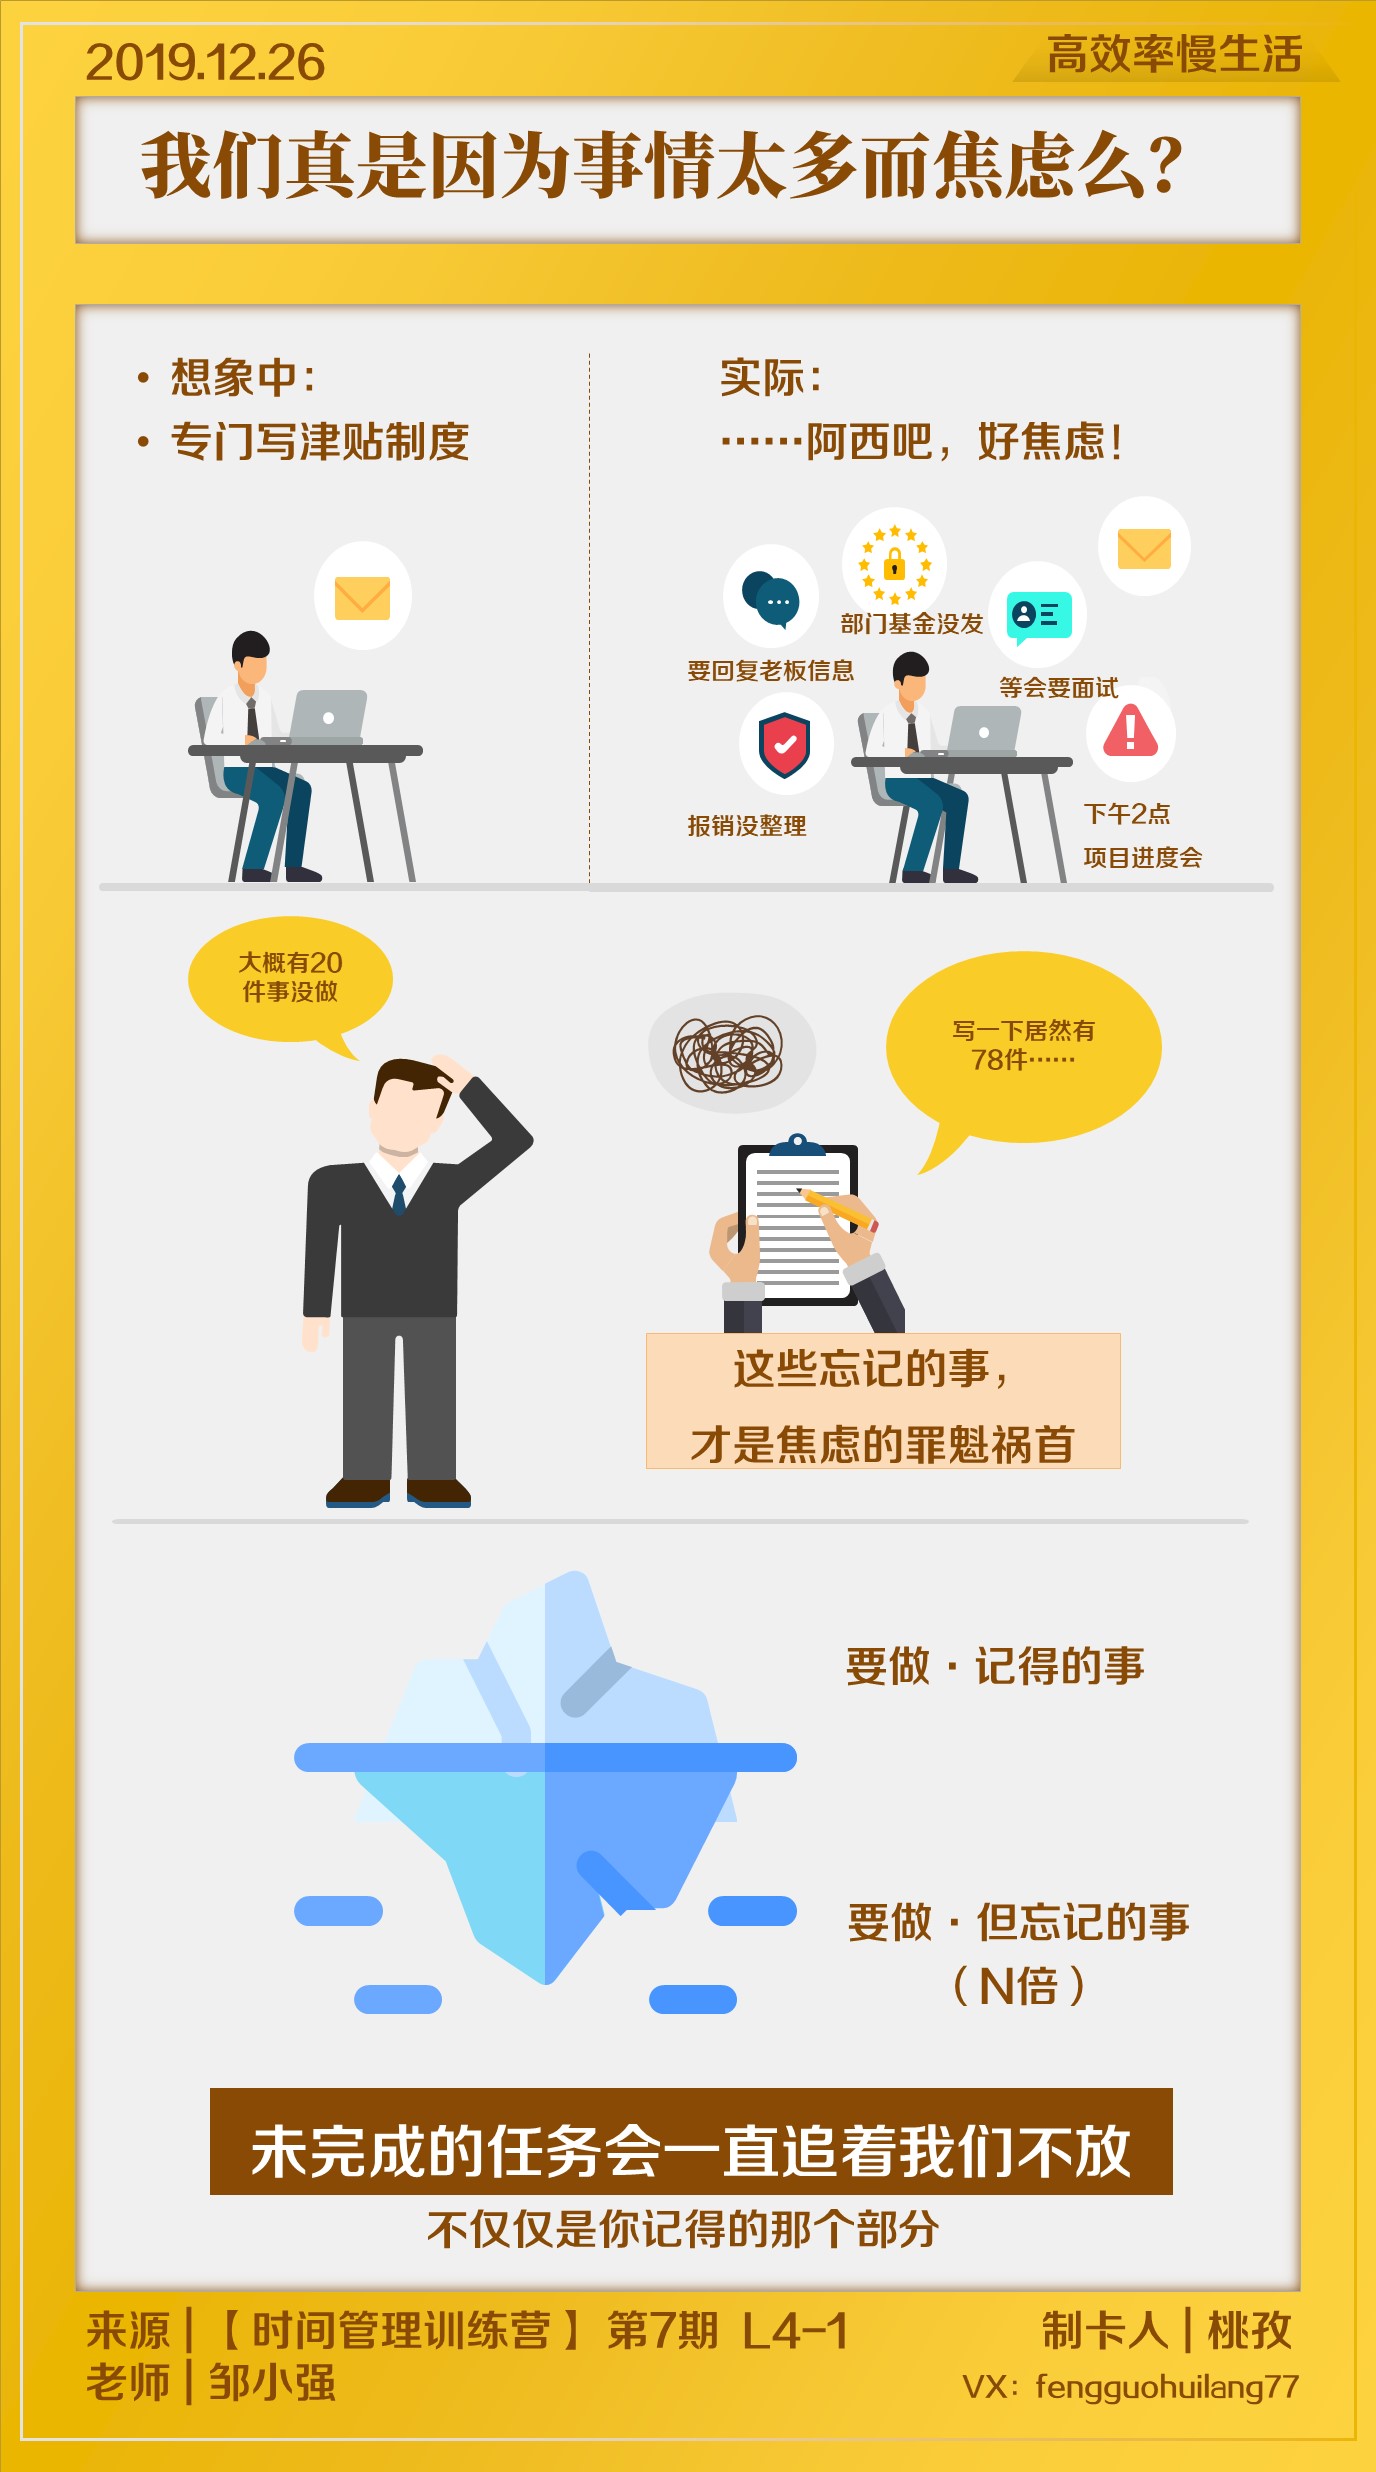 2019.12.26
高效率慢生活
我们真是因为事情太多而焦虑么？
• 想象中：
• 专门写津贴制度
实际：
……阿西吧，好焦虑！
部门基金没发
要回复老板信息
等会要面试
报销没整理
下午2点
项目进度会
大概有20
件事没做
写一下居然有
78件……
这些忘记的事，
才是焦虑的罪魁祸首
要做·记得的事
要做·但忘记的事
（N倍）
未完成的任务会一直追着我们不放
不仅仅是你记得的那个部分
来源|【时间管理训练营】第7期 L4-1
老师|邹小强
制卡人|桃孜
VX：fengguohuilang77